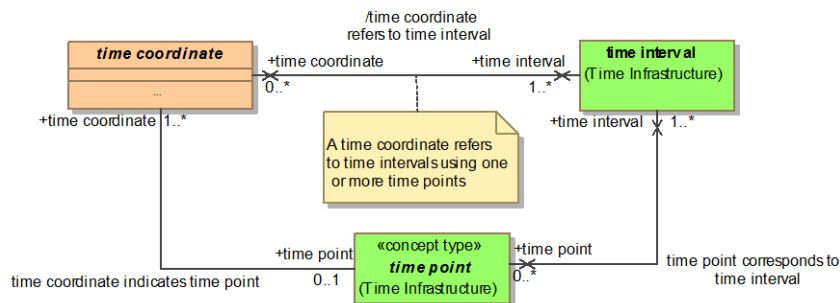 /time coordinate
refers to time interval
time coordinate
...
+time coordinate
0..*
+time interval
1..*
time interval
(Time Infrastructure)
+time coordinate 1..*
+time interval
1..*
A time coordinate refers
to time intervals using one
or more time points
+time point
0..1
time coordinate indicates time point
«concept type»
time point
(Time Infrastructure)
+time point
0..*
time point corresponds to
time interval